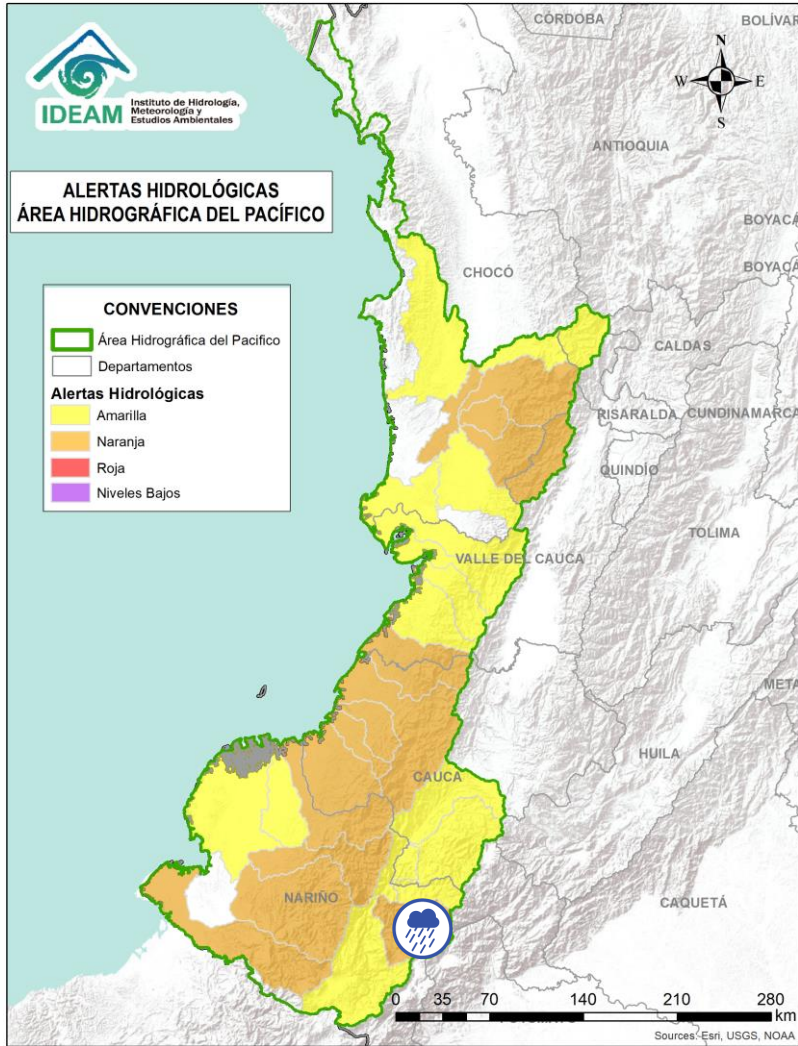 IDEAM
Instituto de Hidrología,
Meteorología y
Estudios Ambientales
ALERTAS HIDROLÓGICAS
ÁREA HIDROGRÁFICA DEL PACÍFICO
CONVENCIONES
Área Hidrográfica del Pacifico
Departamentos
Alertas Hidrológicas
Amarilla
Naranja
Roja
Niveles Bajos
N
W E
S
CÓRDOBA
BOLÍVAR
ANTIOQUIA
BOYACÁ
CHOCÓ
BOYACÁ
CALDAS
RISARALDA
CUNDINAMARCA
QUINDÍO
TOLIMA
VALLE DEL CAUCA
META
HUILA
CAUCA
NARIÑO
CAQUETÁ
0 35 70 140 210 280
km
Sources: Esri, USGS, NOAA